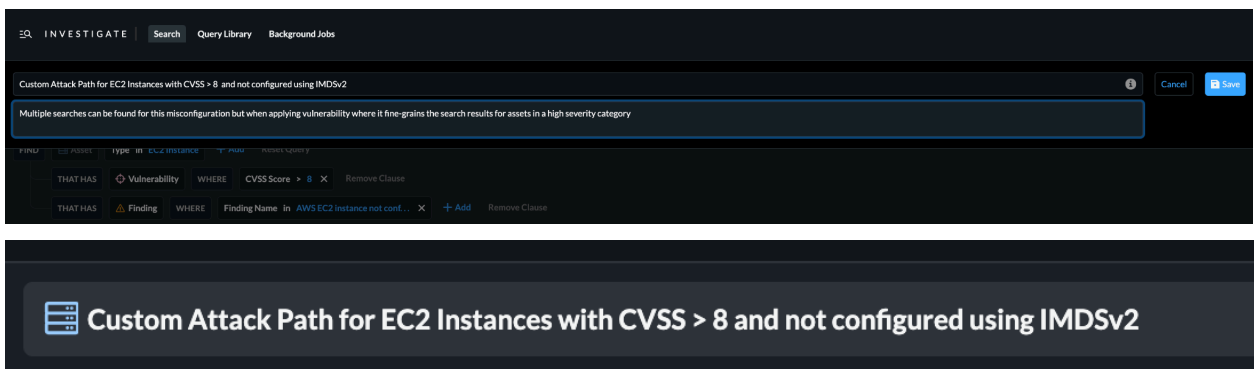 INVESTIGATE Search Query Library Background Jobs
Custom Attack Path for EC2 Instances with CVSS > 8 and not configured using IMDSv2 Cancel Save
Multiple searches can be found for this misconfiguration but when applying vulnerability where it fine-grains the search results for assets in a high severity category
FIND Asset Type in EC2 Instance + Add Reset Query
THAT HAS Vulnerability WHERE CVSS Score > 8 X Remove Clause
THAT HAS Finding WHERE Finding Name in AWS EC2 instance not conf... X + Add Remove Clause
Custom Attack Path for EC2 Instances with CVSS > 8 and not configured using IMDSv2